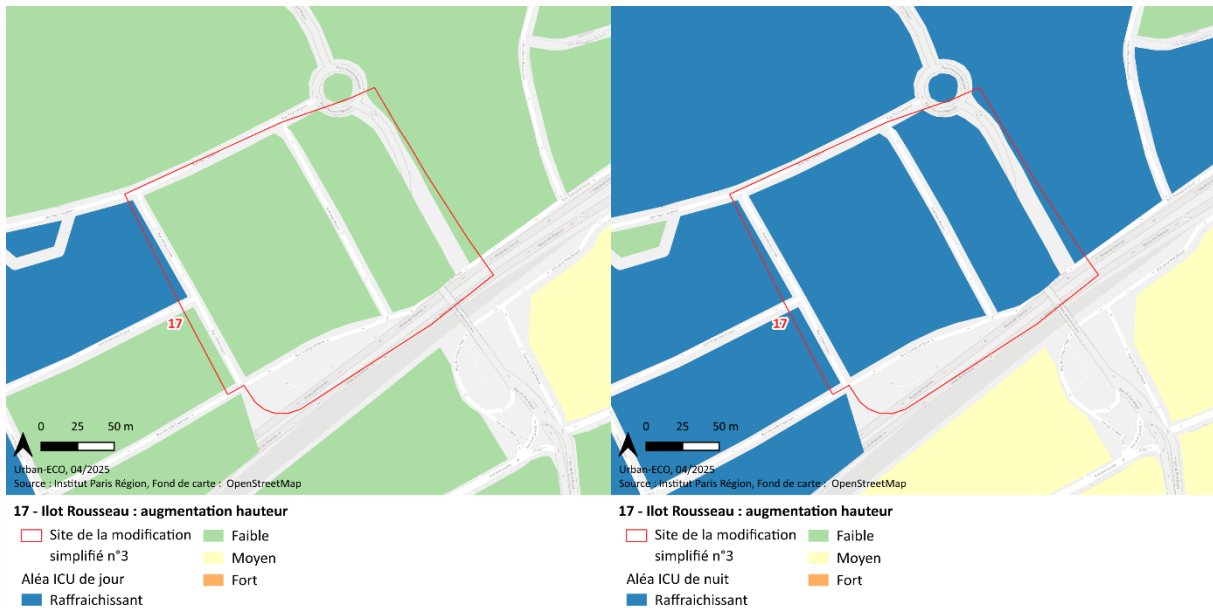 17
0 25 50 m
Urban-ECO, 04/2025
Source : Institut Paris Région, Fond de carte : OpenStreetMap
17 - Ilot Rousseau : augmentation hauteur
Site de la modification
simplifié n°3
Aléa ICU de jour
Raffraichissant
Faible
Moyen
Fort
17
0 25 50 m
Urban-ECO, 04/2025
Source : Institut Paris Région, Fond de carte : OpenStreetMap
17 - Ilot Rousseau : augmentation hauteur
Site de la modification
simplifié n°3
Aléa ICU de nuit
Raffraichissant
Faible
Moyen
Fort